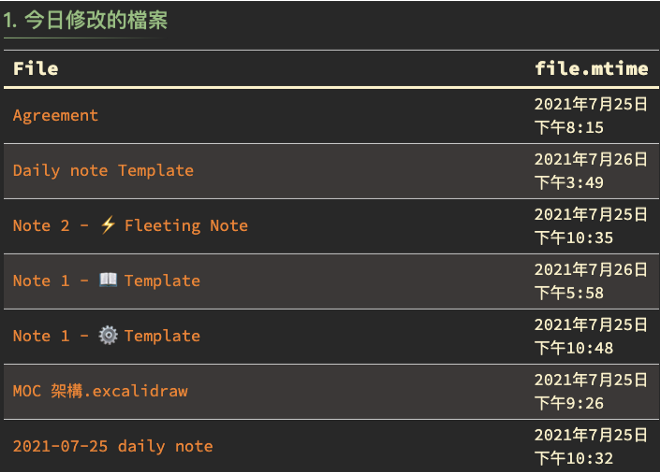 1. 今日修改的檔案
File file.mtime
Agreement 2021年7月25日
下午8:15
Daily note Template 2021年7月26日
下午3:49
Note 2 - ⚡ Fleeting Note 2021年7月25日
下午10:35
Note 1 - 📖 Template 2021年7月26日
下午5:58
Note 1 - ⚙️ Template 2021年7月25日
下午10:48
MOC 架構.excalidraw 2021年7月25日
下午9:26
2021-07-25 daily note 2021年7月25日
下午10:32